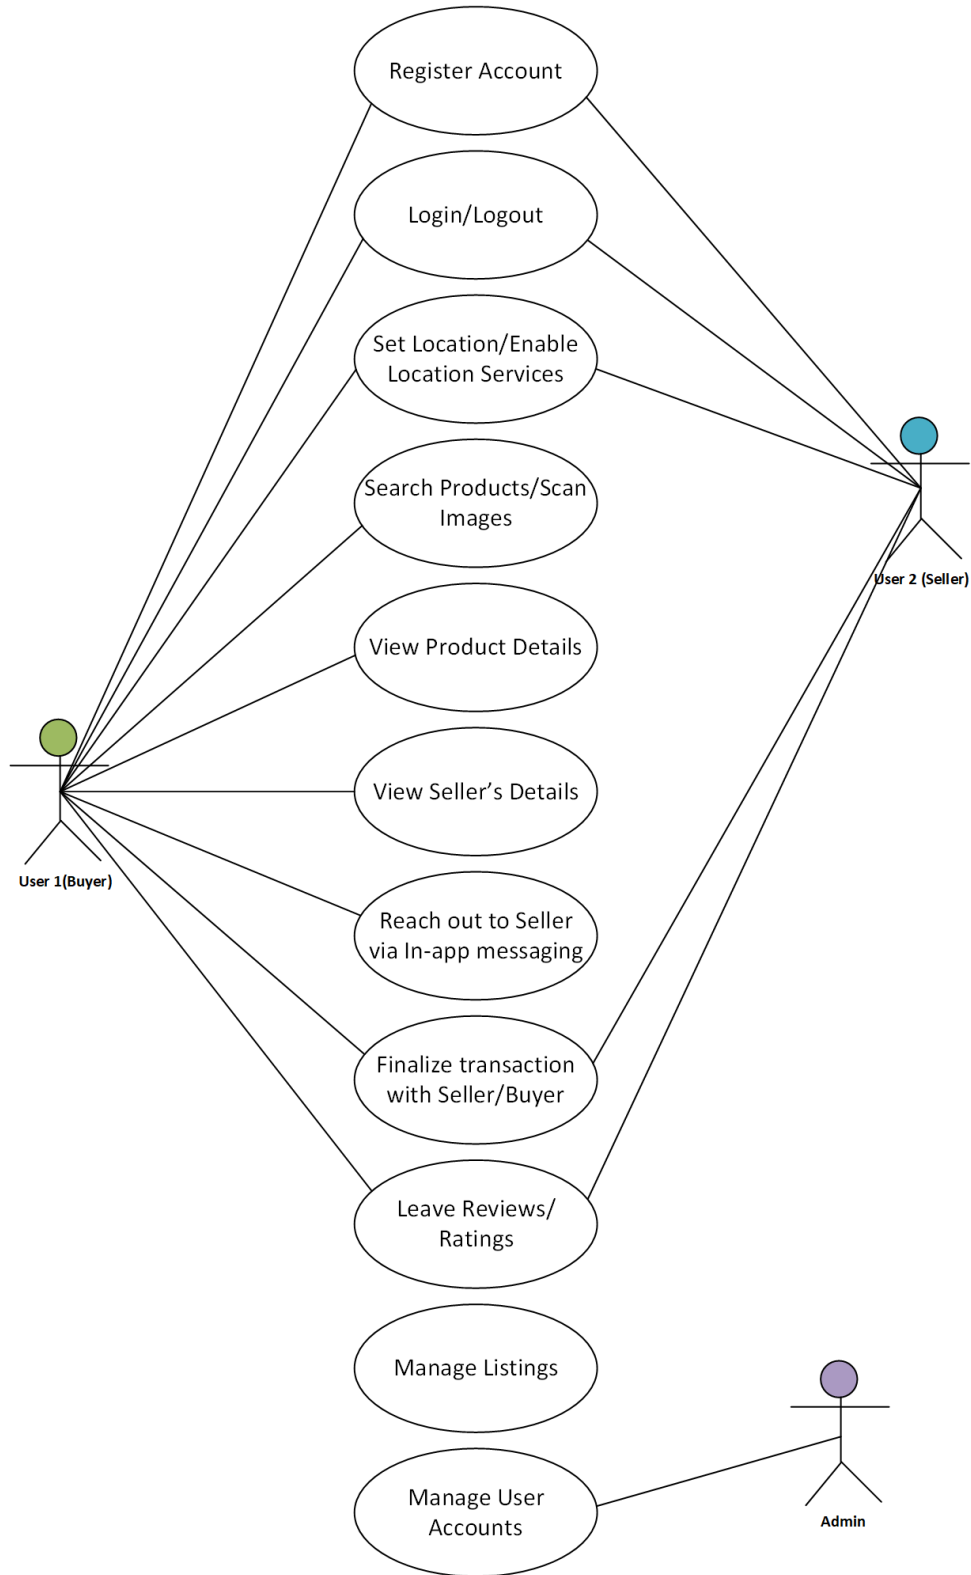 Register Account
Login/Logout
Set Location/Enable
Location Services
Search Products/Scan
Images
User 2 (Seller)
View Product Details
View Seller’s Details
User 1(Buyer)
Reach out to Seller
via In-app messaging
Finalize transaction
with Seller/Buyer
Leave Reviews/
Ratings
Manage Listings
Manage User
Accounts
Admin